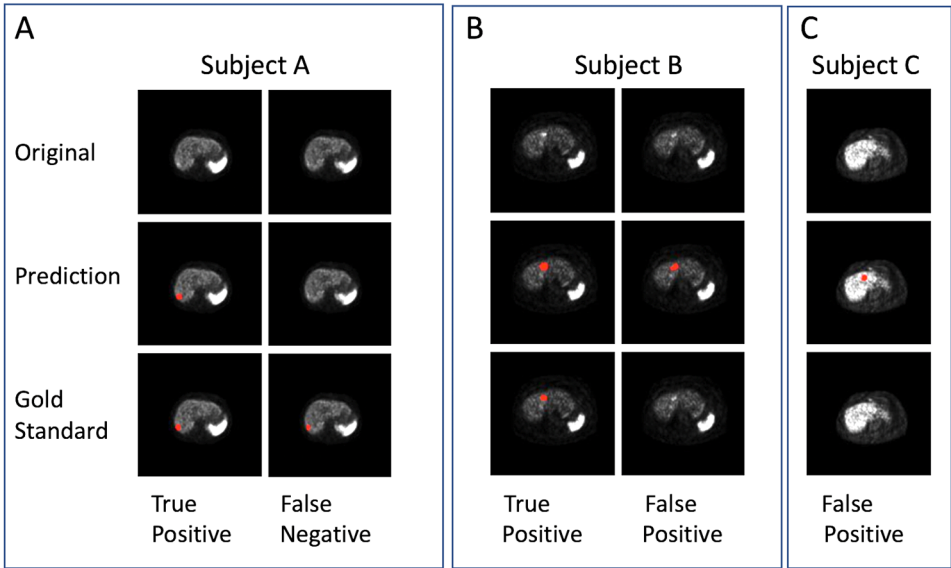 A
B
C
Subject A
Subject B
Subject C
Original
Prediction
Gold
Standard
True
Positive
False
Negative
True
Positive
False
Positive
False
Positive